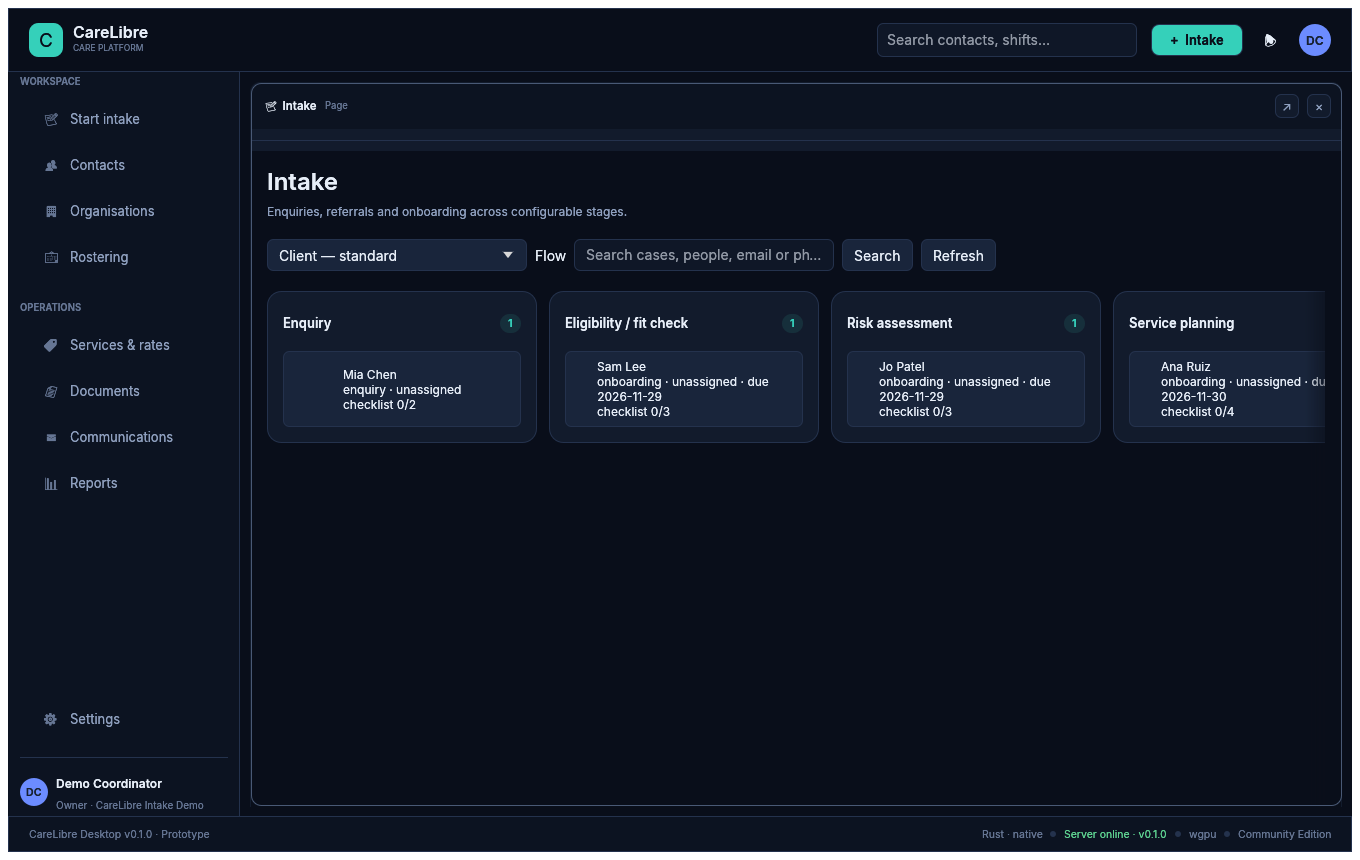 C
CareLibre
CARE PLATFORM
Search contacts, shifts...
+ Intake
DC
WORKSPACE
Start intake
Contacts
Organisations
Rostering
OPERATIONS
Services & rates
Documents
Communications
Reports
Settings
DC
Demo Coordinator
Owner · CareLibre Intake Demo
Intake Page
Intake
Enquiries, referrals and onboarding across configurable stages.
Client — standard
Flow
Search cases, people, email or ph...
Search
Refresh
Enquiry 1
Mia Chen
enquiry · unassigned
checklist 0/2
Eligibility / fit check 1
Sam Lee
onboarding · unassigned · due
2026-11-29
checklist 0/3
Risk assessment 1
Jo Patel
onboarding · unassigned · due
2026-11-29
checklist 0/3
Service planning
Ana Ruiz
onboarding · unassigned · du
2026-11-30
checklist 0/4
CareLibre Desktop v0.1.0 · Prototype
Rust · native
Server online · v0.1.0
wgpu
Community Edition